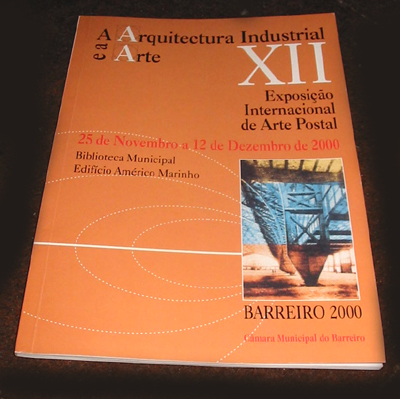 A Arquitectura Industrial
e a Arte
XII
Exposição
Internacional
de Arte Postal
25 de Novembro a 12 de Dezembro de 2000
Biblioteca Municipal
Edifício Américo Marinho
BARREIRO 2000
Câmara Municipal do Barreiro